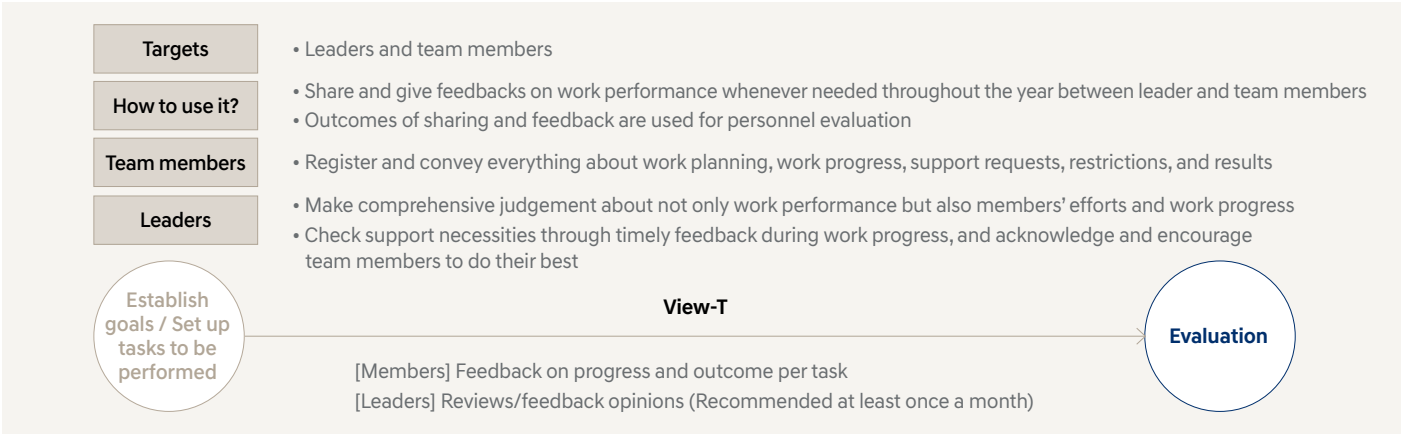 Targets
• Leaders and team members
How to use it?
• Share and give feedbacks on work performance whenever needed throughout the year between leader and team members
• Outcomes of sharing and feedback are used for personnel evaluation
Team members
• Register and convey everything about work planning, work progress, support requests, restrictions, and results
Leaders
• Make comprehensive judgement about not only work performance but also members’ efforts and work progress
• Check support necessities through timely feedback during work progress, and acknowledge and encourage
team members to do their best
Establish
goals / Set up
tasks to be
performed
View-T
[Members] Feedback on progress and outcome per task
[Leaders] Reviews/feedback opinions (Recommended at least once a month)
Evaluation